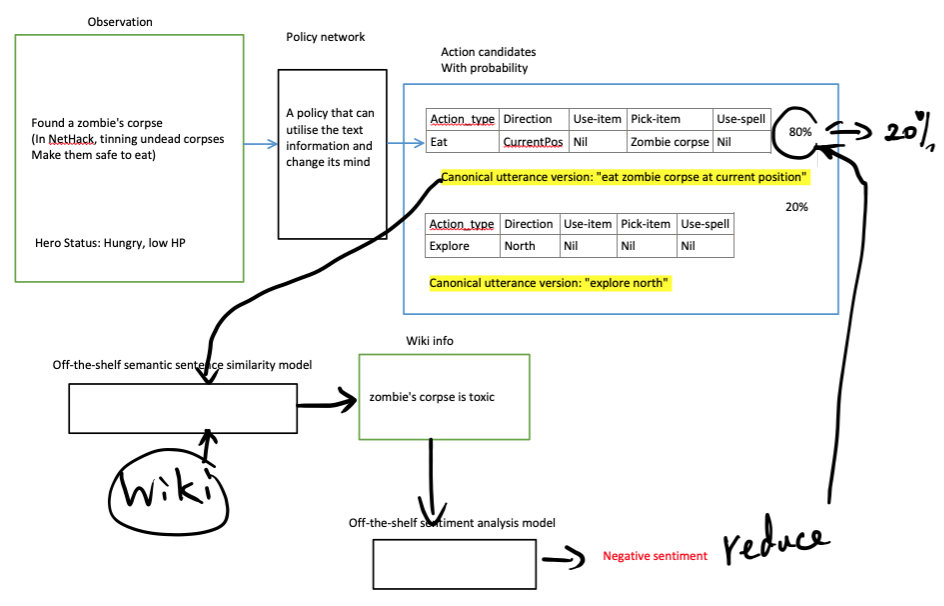 Observation
Policy network
Action candidates
With probability
Found a zombie's corpse
(In NetHack, tinning undead corpses
Make them safe to eat)
Hero Status: Hungry, low HP
A policy that can
utilise the text
information and
change its mind
Action_type Direction Use-item Pick-item Use-spell
Eat CurrentPos Nil Zombie corpse Nil
80%
20%
Canonical utterance version: "eat zombie corpse at current position"
20%
Action_type Direction Use-item Pick-item Use-spell
Explore North Nil Nil Nil
Canonical utterance version: "explore north"
Off-the-shelf semantic sentence similarity model
Wiki info
zombie's corpse is toxic
Wiki
Off-the-shelf sentiment analysis model
Negative sentiment
reduce